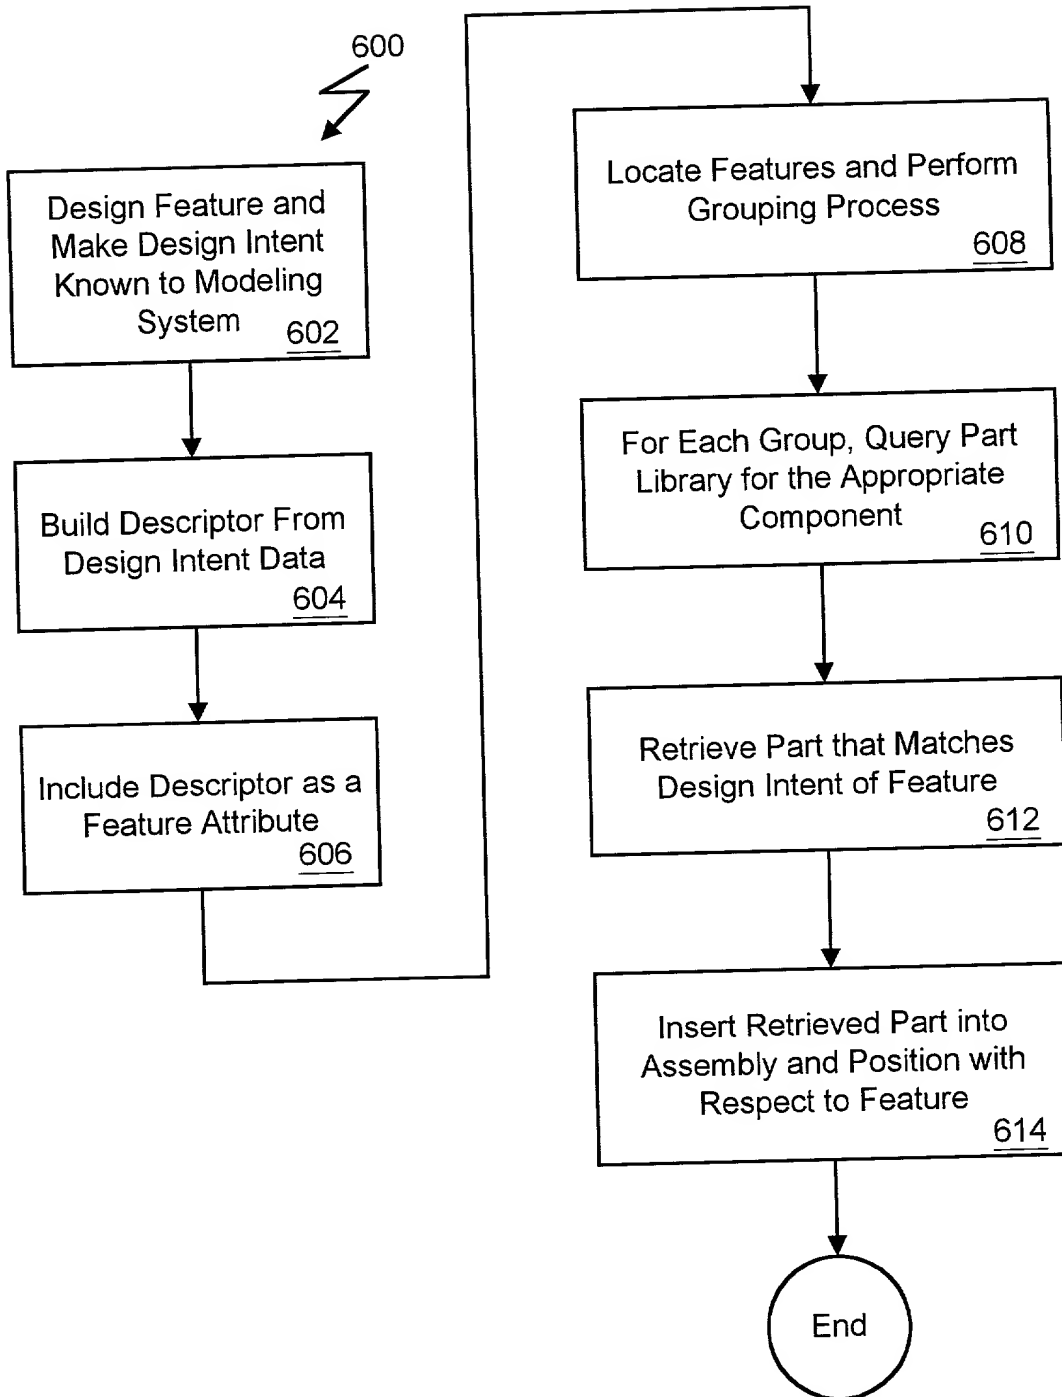 600
Design Feature and
Make Design Intent
Known to Modeling
System
602
Build Descriptor From
Design Intent Data
604
Include Descriptor as a
Feature Attribute
606
Locate Features and Perform
Grouping Process
608
For Each Group, Query Part
Library for the Appropriate
Component
610
Retrieve Part that Matches
Design Intent of Feature
612
Insert Retrieved Part into
Assembly and Position with
Respect to Feature
614
End